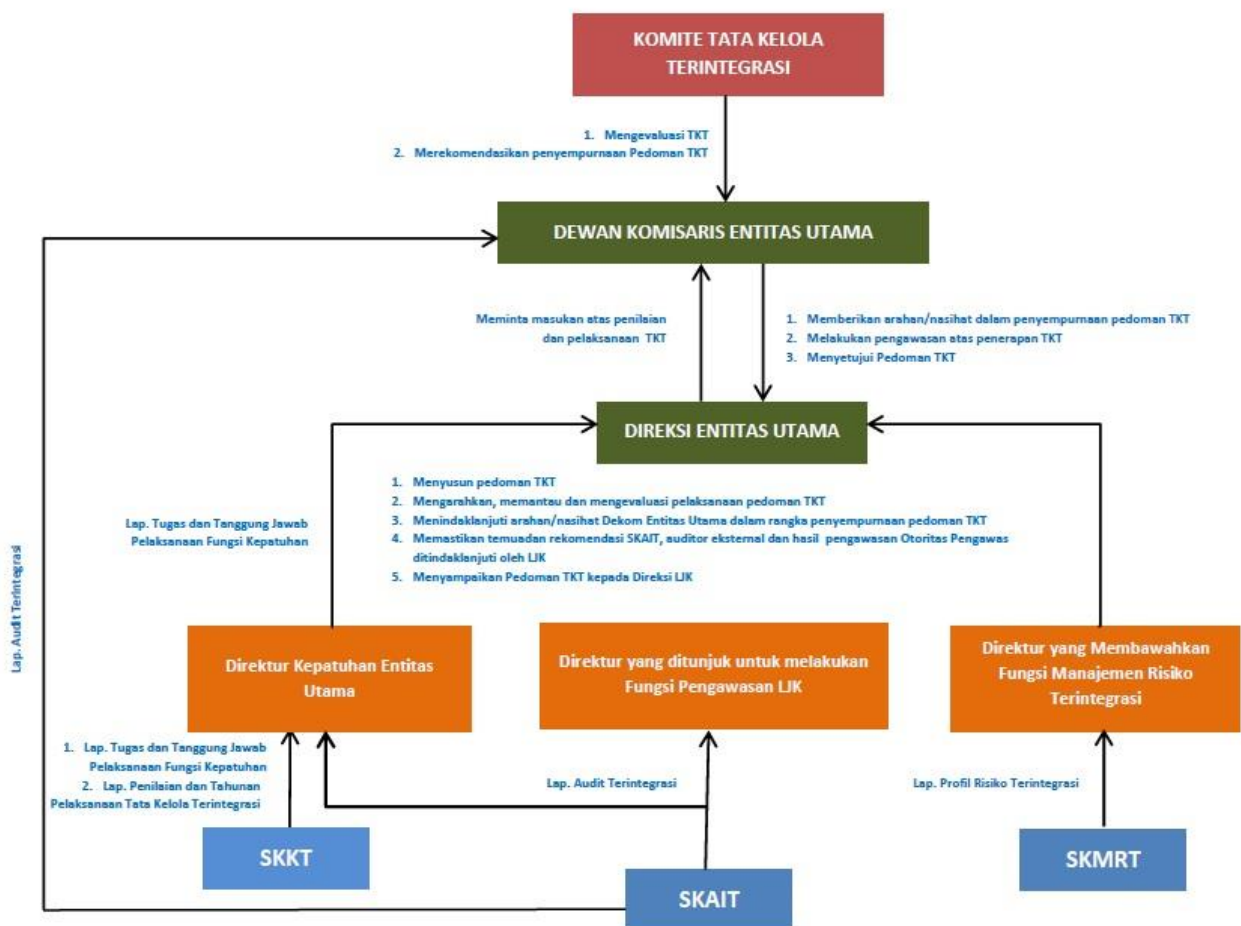 KOMITE TATA KELOLA
TERINTEGRASI
1. Mengevaluasi TKT
2. Merekomendasikan penyempurnaan Pedoman TKT
DEWAN KOMISARIS ENTITAS UTAMA
Meminta masukan atas penilaian
dan pelaksanaan TKT
1. Memberikan arahan/nasihat dalam penyempurnaan pedoman TKT
2. Melakukan pengawasan atas penerapan TKT
3. Menyetujui Pedoman TKT
DIREKSI ENTITAS UTAMA
1. Menyusun pedoman TKT
2. Mengarahkan, memantau dan mengevaluasi pelaksanaan pedoman TKT
3. Menindaklanjuti arahan/nasihat Dekom Entitas Utama dalam rangka penyempurnaan pedoman TKT
4. Memastikan temuadan rekomendasi SKAIT, auditor eksternal dan hasil pengawasan Otoritas Pengawas
ditindaklanjuti oleh LJK
5. Menyampaikan Pedoman TKT kepada Direksi LJK
Lap. Tugas dan Tanggung Jawab
Pelaksanaan Fungsi Kepatuhan
Lap. Audit Terintegrasi
Direktur Kepatuhan Entitas
Utama
Direktur yang ditunjuk untuk melakukan
Fungsi Pengawasan LJK
Direktur yang Membawahkan
Fungsi Manajemen Risiko
Terintegrasi
1. Lap. Tugas dan Tanggung Jawab
Pelaksanaan Fungsi Kepatuhan
2. Lap. Penilaian dan Tahunan
Pelaksanaan Tata Kelola Terintegrasi
Lap. Audit Terintegrasi
Lap. Profil Risiko Terintegrasi
SKKT
SKAIT
SKMRT